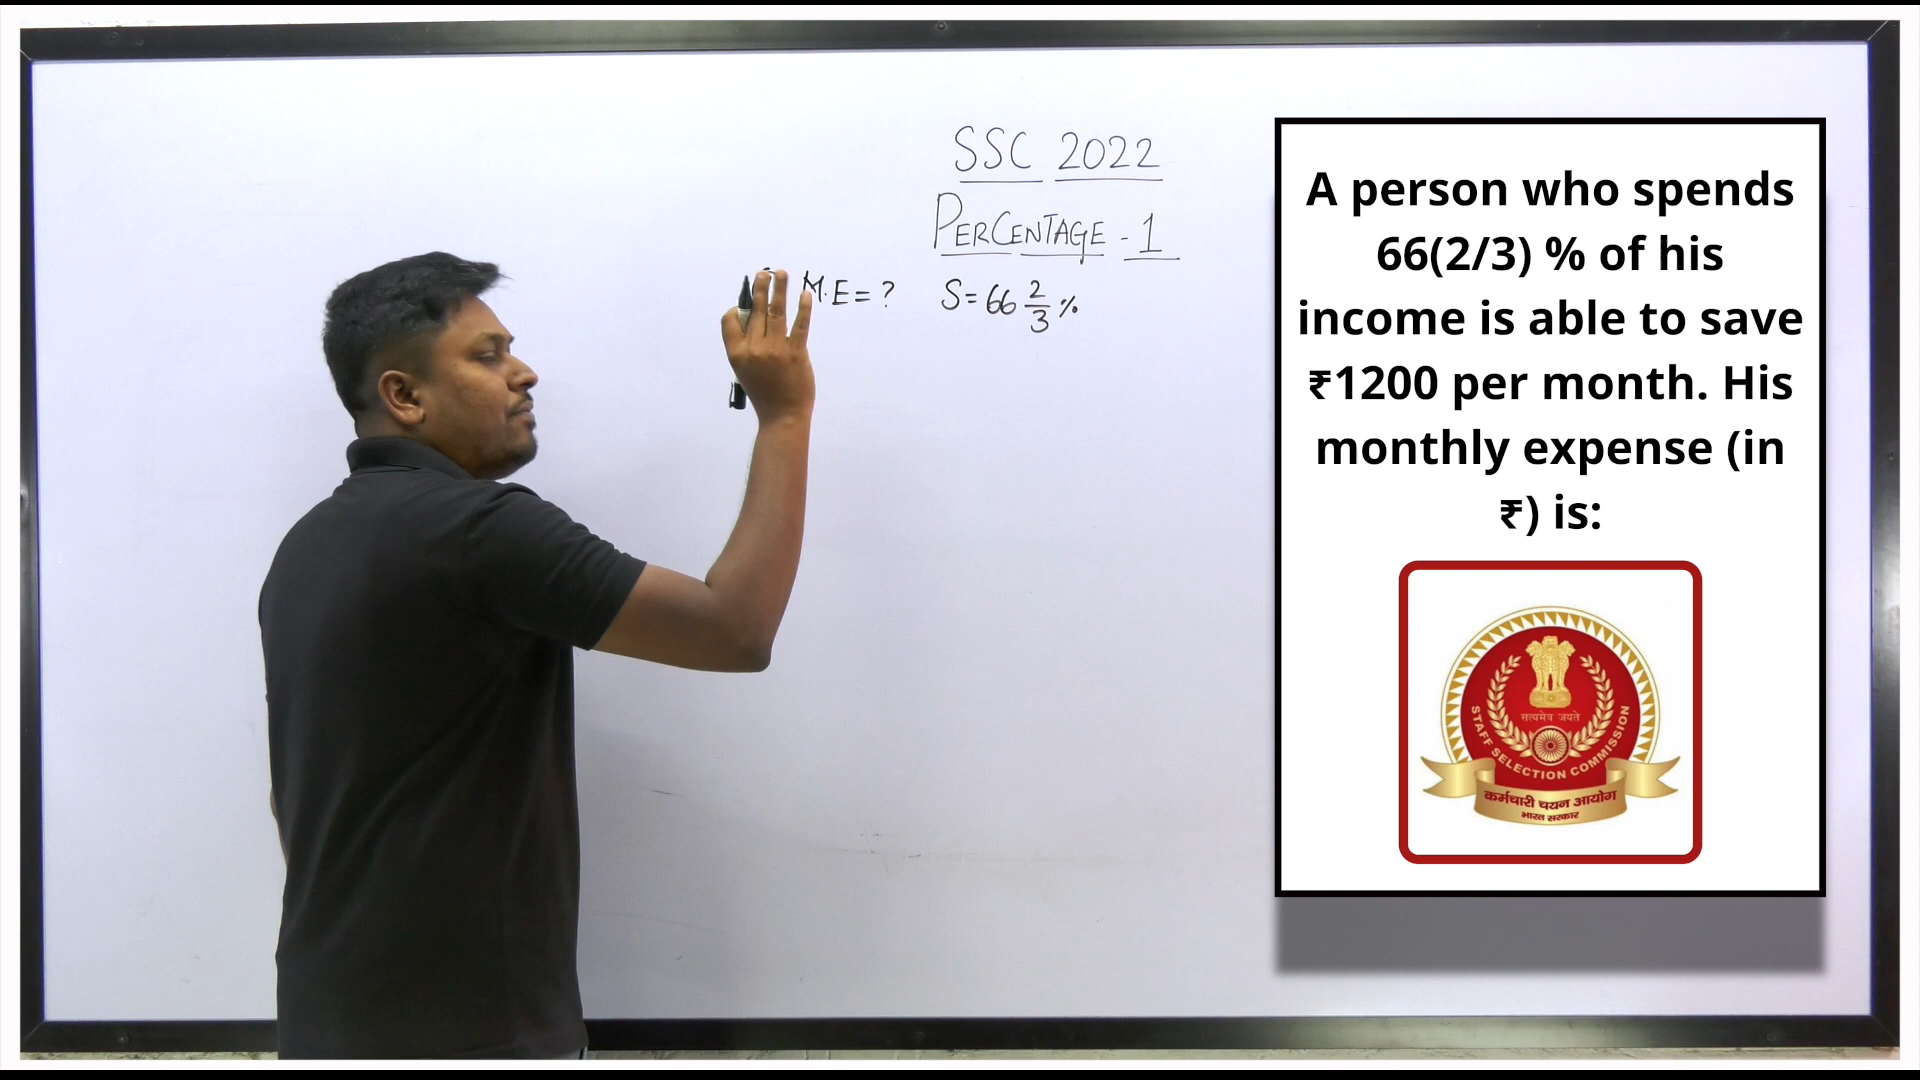 SSC 2022
PERCENTAGE - 1
M.E = ? S = 66 2/3 %
A person who spends
66(2/3) % of his
income is able to save
₹1200 per month. His
monthly expense (in
₹) is:
सत्यमेव जयते
STAFF SELECTION COMMISSION
कर्मचारी चयन आयोग
भारत सरकार